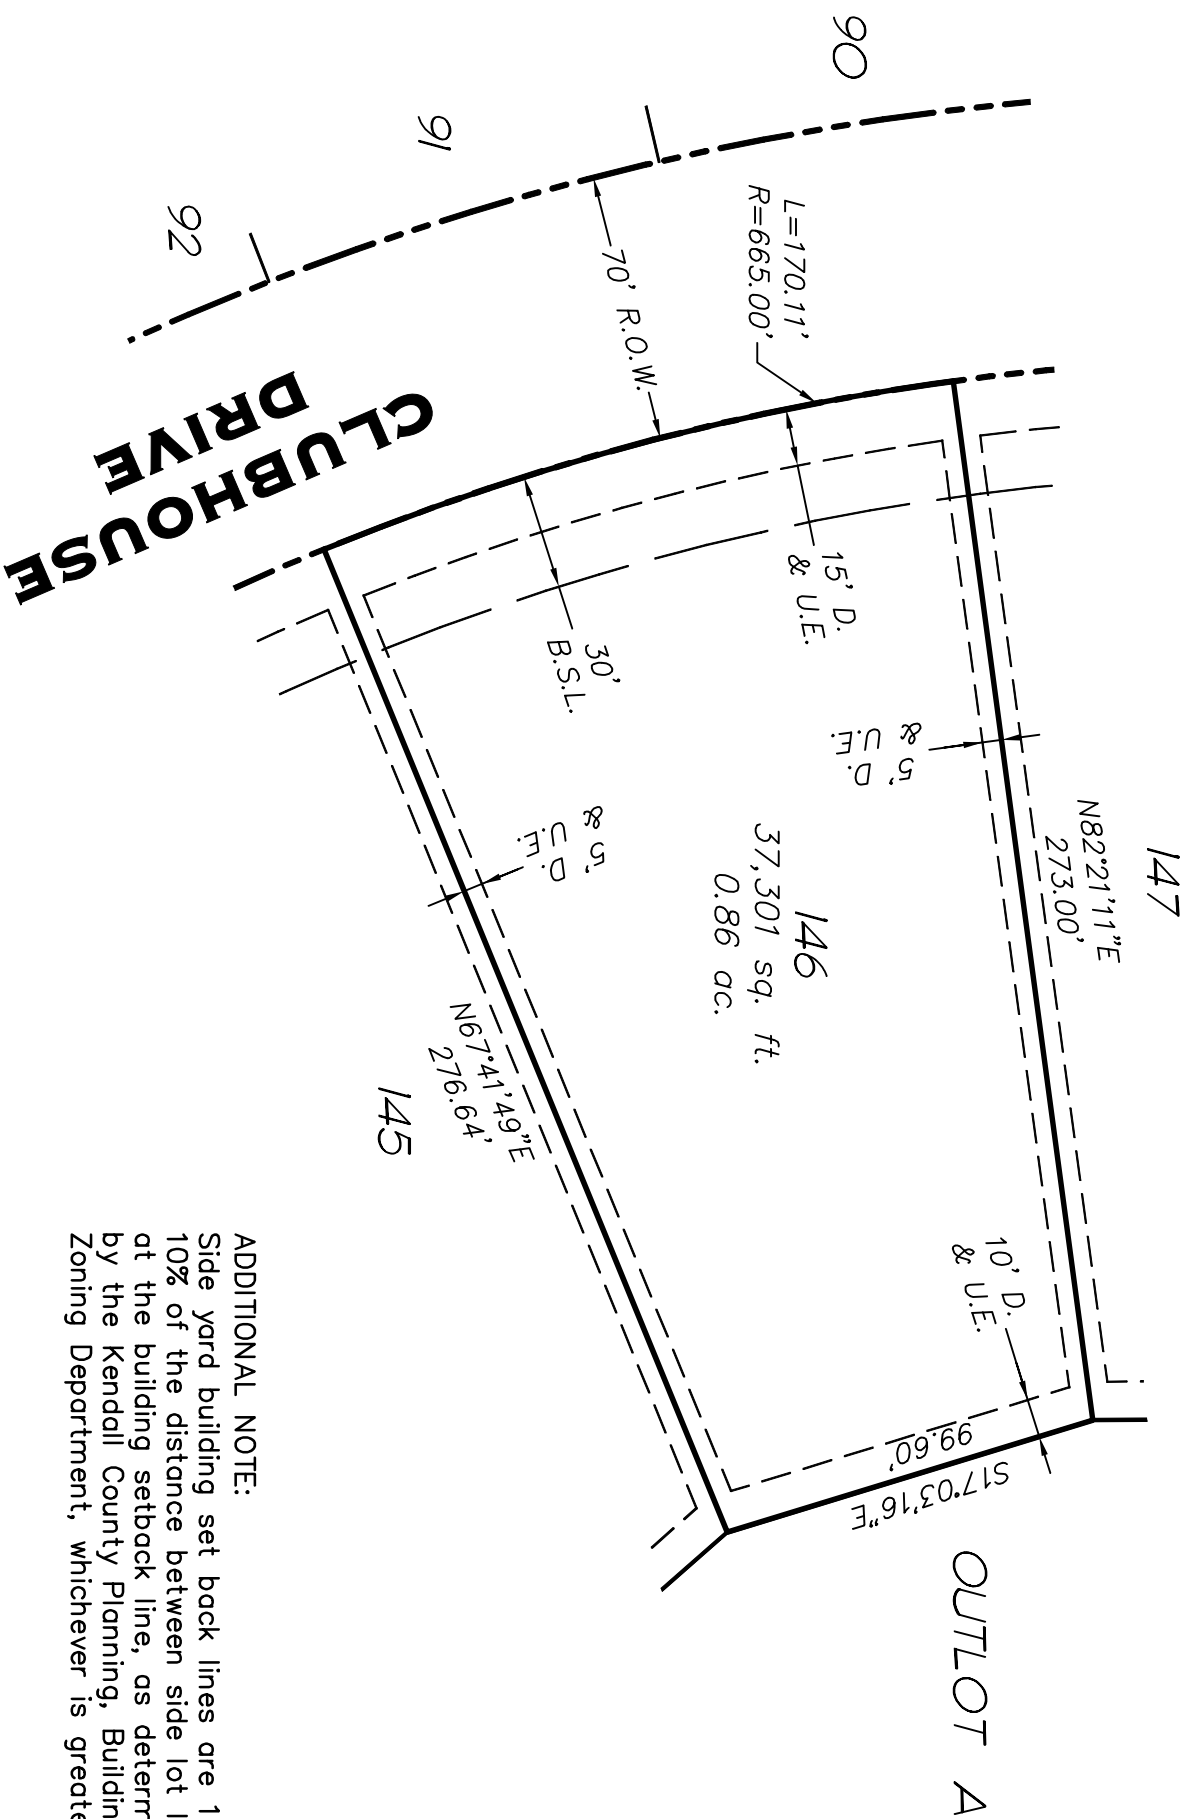 90
91
92
L=170.11'
R=665.00'
70' R.O.W.
CLUBHOUSE
DRIVE
15' D.
& U.E.
30'
B.S.L.
5' D.
& U.E.
5' D.
& U.E.
147
N82°21'11"E
273.00'
146
37,301 sq. ft.
0.86 ac.
N67°41'49"E
276.64'
145
10' D.
& U.E.
99.60'
S17°03'16"E
OUTLOT A
ADDITIONAL NOTE:
Side yard building set back lines are 1
10% of the distance between side lot l
at the building setback line, as determ
by the Kendall County Planning, Buildin
Zoning Department, whichever is greate